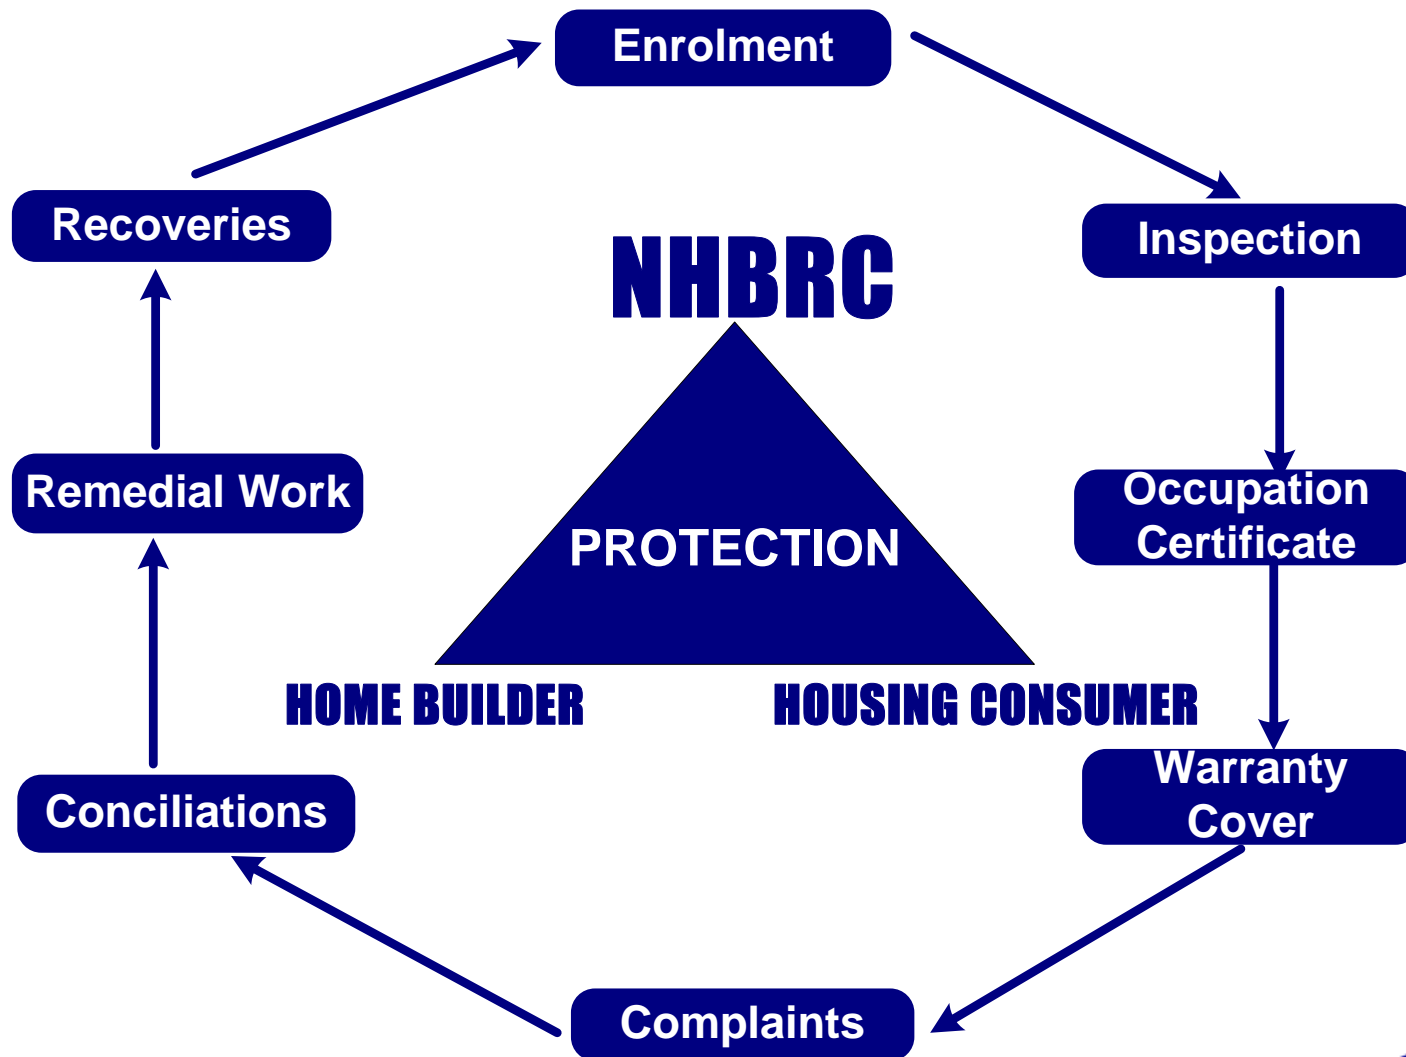 Enrolment
Recoveries
Inspection
NHBRC
Remedial Work
Occupation
Certificate
PROTECTION
HOME BUILDER
HOUSING CONSUMER
Warranty
Cover
Conciliations
Complaints